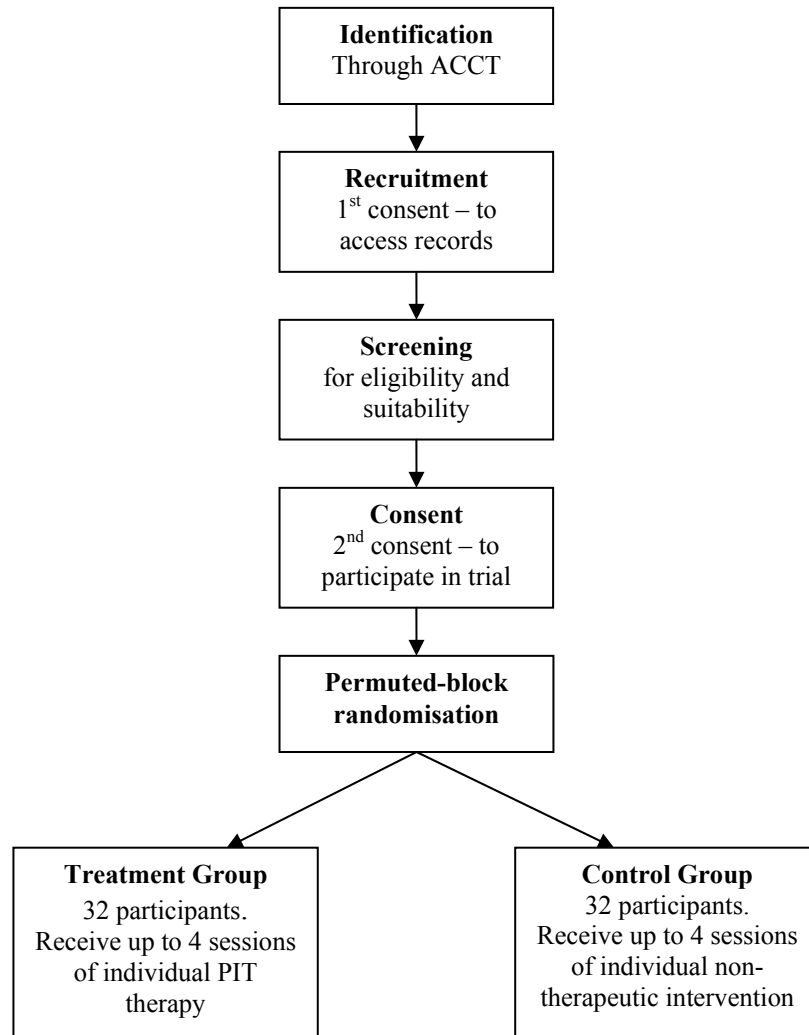 Identification
Through ACCT
Recruitment
1st consent – to
access records
Screening
for eligibility and
suitability
Consent
2nd consent – to
participate in trial
Permuted-block
randomisation
Treatment Group
32 participants.
Receive up to 4 sessions
of individual PIT
therapy
Control Group
32 participants.
Receive up to 4 sessions
of individual non-
therapeutic intervention